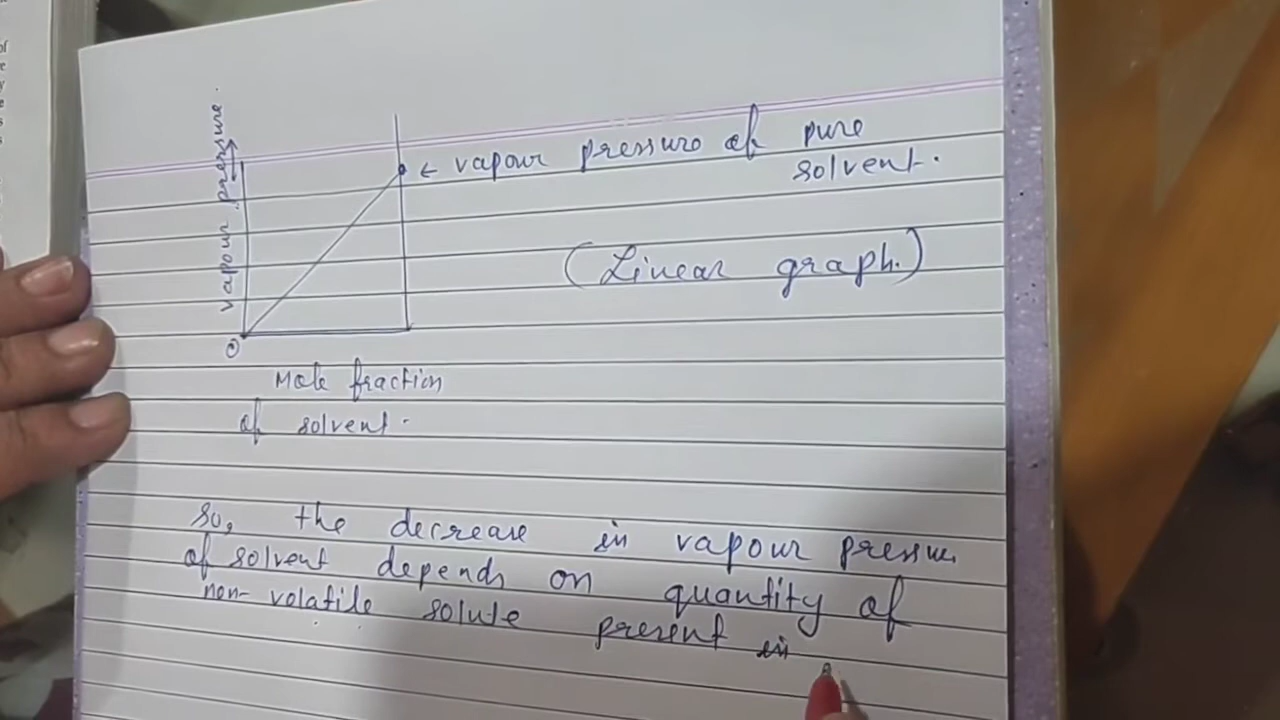 vapour pressure.
← vapour pressure of pure
solvent.
(Linear graph.)
O
Mole fraction
of solvent.
So, the decrease in vapour pressure
of solvent depends on quantity of
non-volatile solute present in